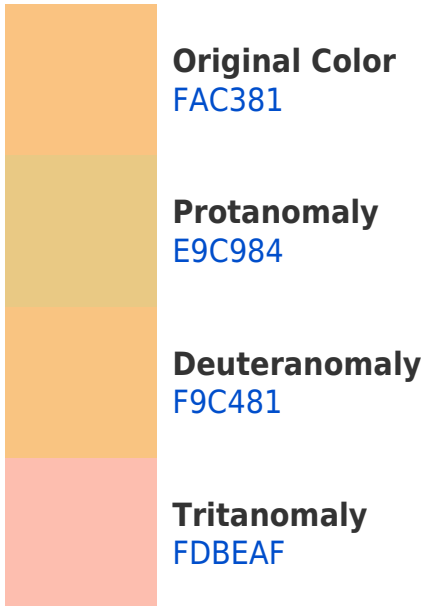 Original Color
FAC381
Protanomaly
E9C984
Deuteranomaly
F9C481
Tritanomaly
FDBEAF